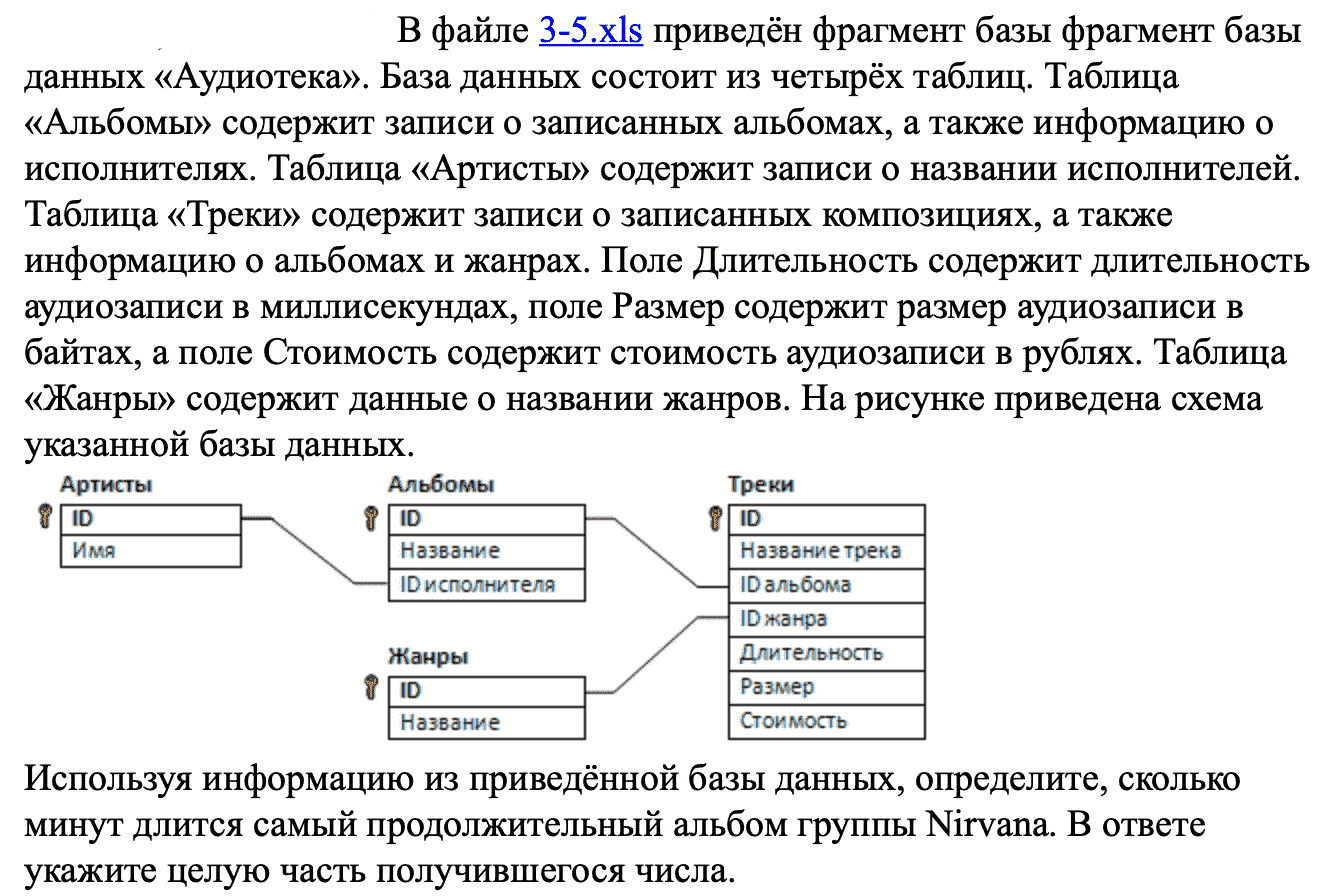 В файле 3-5.xls приведён фрагмент базы фрагмент базы
данных «Аудиотека». База данных состоит из четырёх таблиц. Таблица
«Альбомы» содержит записи о записанных альбомах, а также информацию о
исполнителях. Таблица «Артисты» содержит записи о названии исполнителей.
Таблица «Треки» содержит записи о записанных композициях, а также
информацию о альбомах и жанрах. Поле Длительность содержит длительность
аудиозаписи в миллисекундах, поле Размер содержит размер аудиозаписи в
байтах, а поле Стоимость содержит стоимость аудиозаписи в рублях. Таблица
«Жанры» содержит данные о названии жанров. На рисунке приведена схема
указанной базы данных.
Артисты
ID
Имя
Альбомы
ID
Название
ID исполнителя
Жанры
ID
Название
Треки
ID
Название трека
ID альбома
ID жанра
Длительность
Размер
Стоимость
Используя информацию из приведённой базы данных, определите, сколько
минут длится самый продолжительный альбом группы Nirvana. В ответе
укажите целую часть получившегося числа.